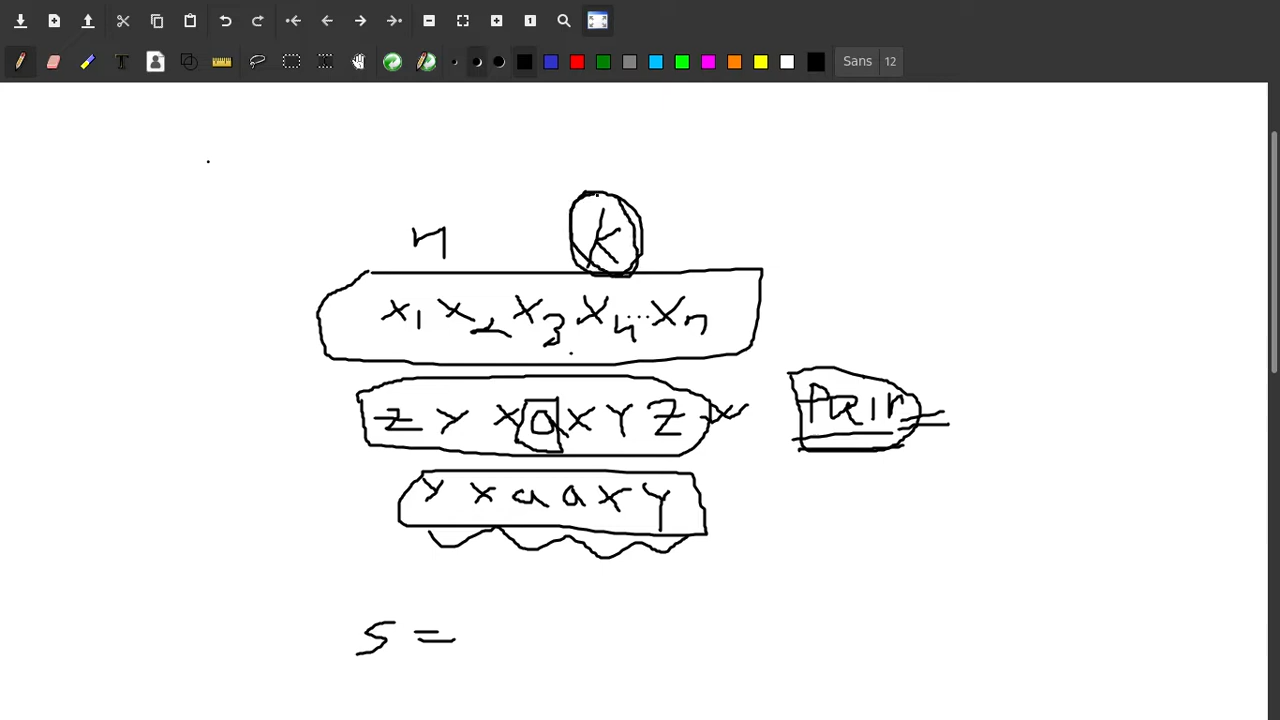 Sans 12
n K
x1 x2 x3 x4 ... xn
z y x a x y z x Pair
y x a a x y
S =